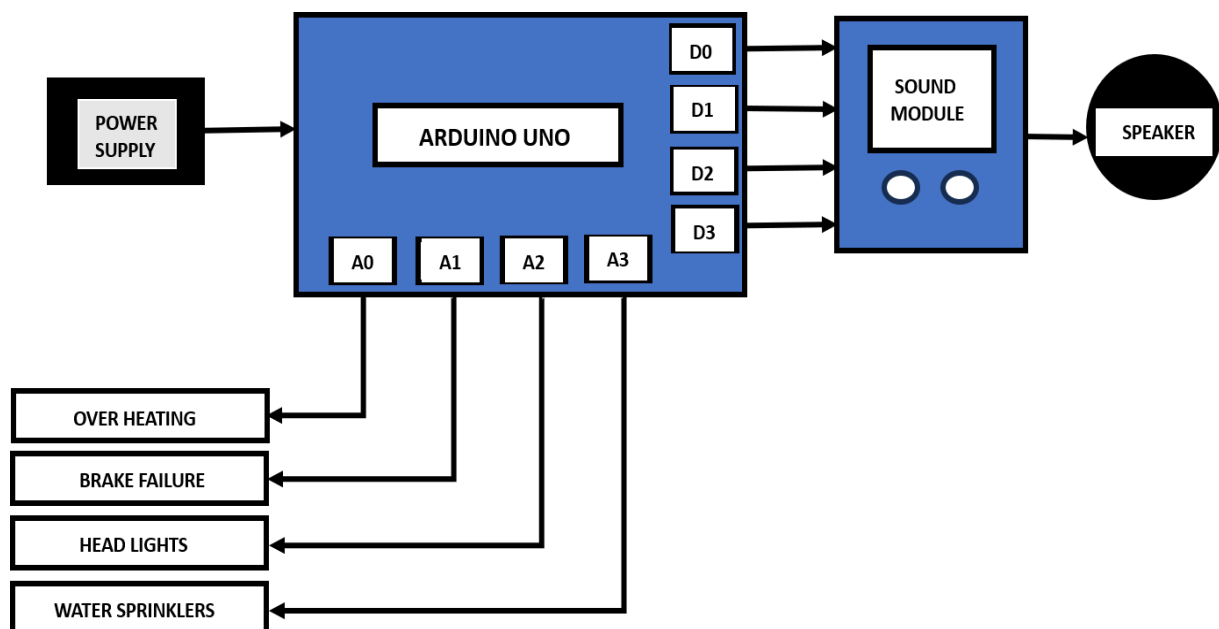 POWER
SUPPLY
ARDUINO UNO
D0
D1
D2
D3
A0
A1
A2
A3
SOUND
MODULE
SPEAKER
OVER HEATING
BRAKE FAILURE
HEAD LIGHTS
WATER SPRINKLERS